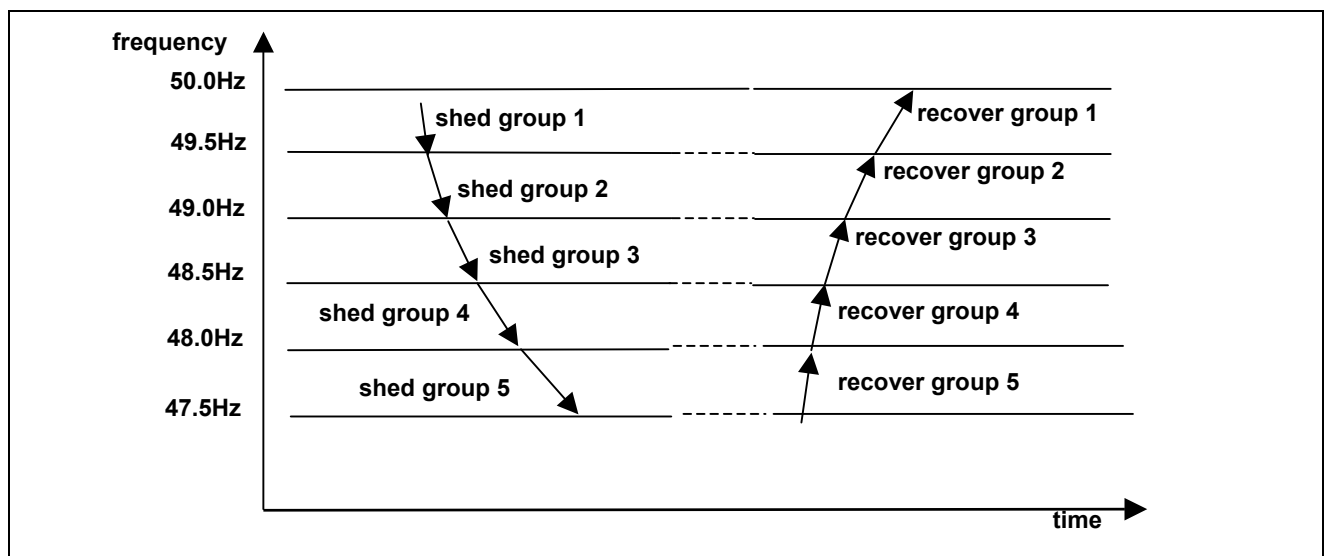 frequency
50.0Hz
shed group 1
recover group 1
49.5Hz
recover group 2
shed group 2
49.0Hz
recover group 3
shed group 3
48.5Hz
recover group 4
shed group 4
48.0Hz
recover group 5
shed group 5
47.5Hz
time